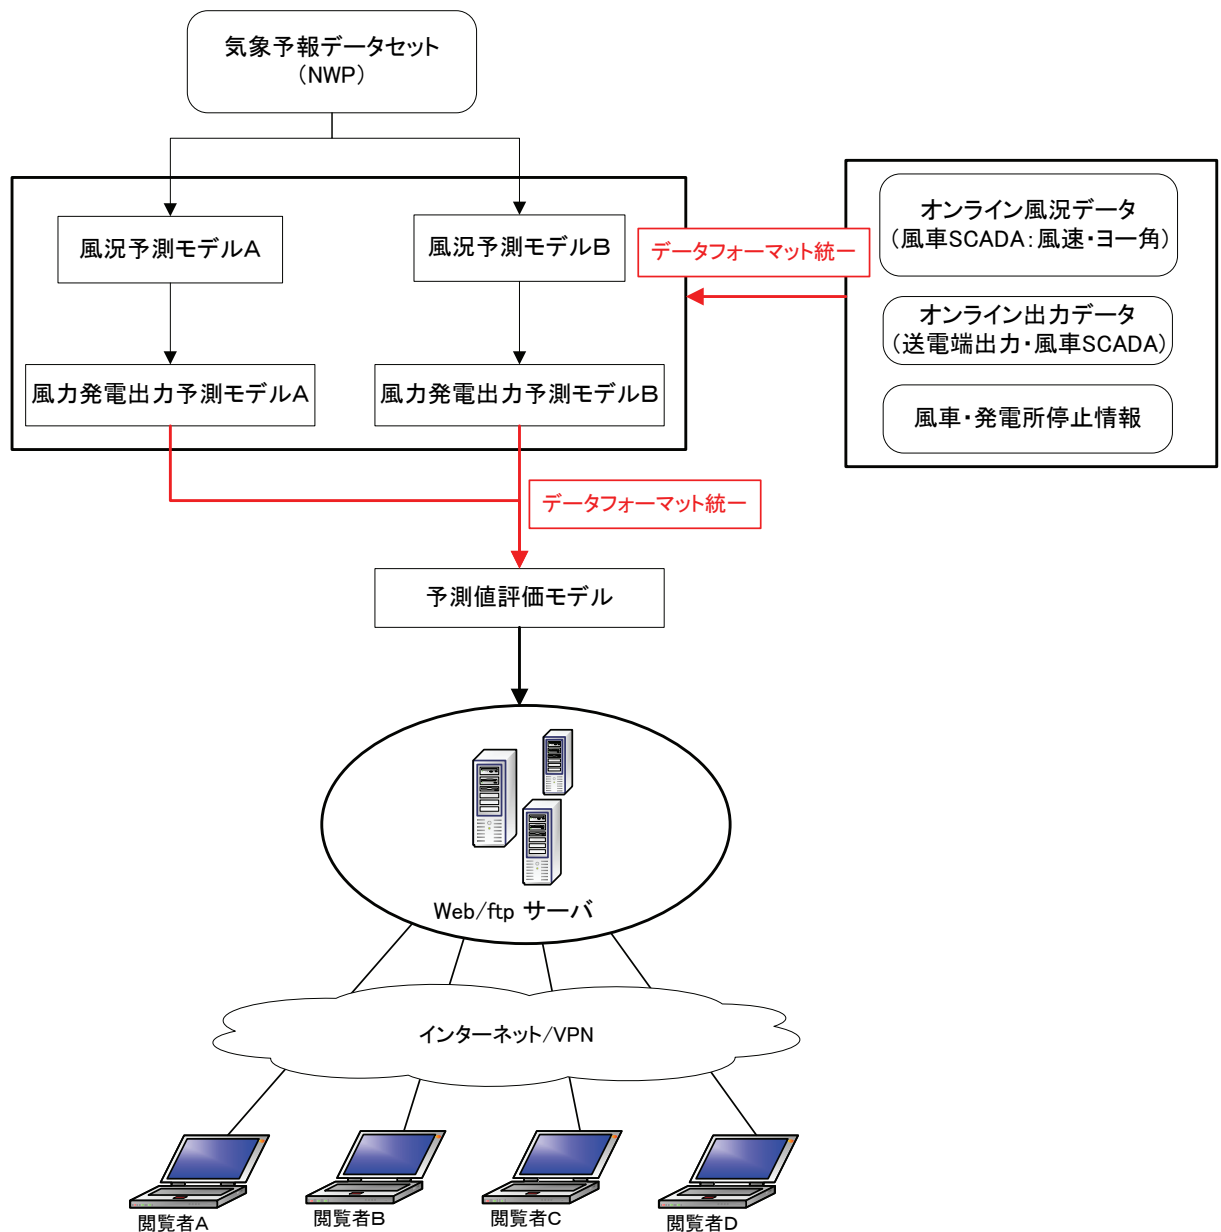 気象予報データセット
（NWP）
風況予測モデルA
風況予測モデルB
データフォーマット統一
オンライン風況データ
(風車SCADA：風速・ヨー角)
オンライン出力データ
(送電端出力・風車SCADA)
風車・発電所停止情報
風力発電出力予測モデルA
風力発電出力予測モデルB
データフォーマット統一
予測値評価モデル
Web/ftp サーバ
インターネット/VPN
閲覧者A
閲覧者B
閲覧者C
閲覧者D